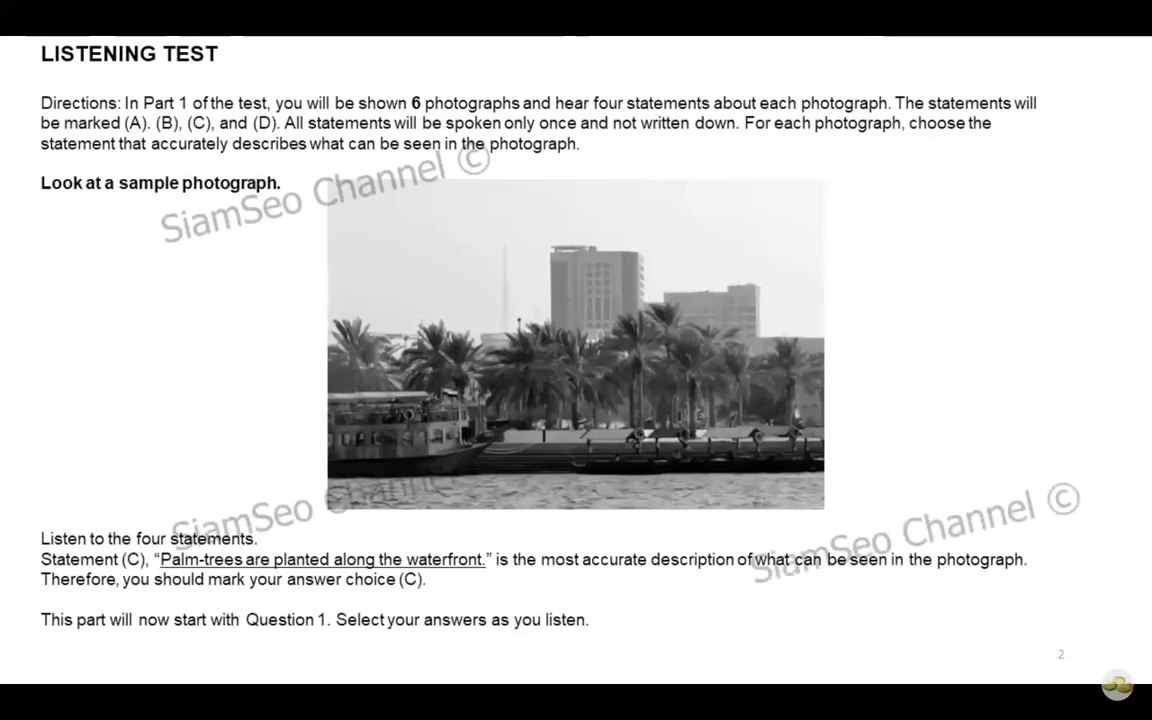 LISTENING TEST
Directions: In Part 1 of the test, you will be shown 6 photographs and hear four statements about each photograph. The statements will
be marked (A). (B), (C), and (D). All statements will be spoken only once and not written down. For each photograph, choose the
statement that accurately describes what can be seen in the photograph.
SiamSeo Channel ©
Look at a sample photograph.
SiamSeo Channel
Listen to the four statements.
SiamSeo Channel ©
Statement (C), “Palm-trees are planted along the waterfront.” is the most accurate description of what can be seen in the photograph.
Therefore, you should mark your answer choice (C).
This part will now start with Question 1. Select your answers as you listen.
2